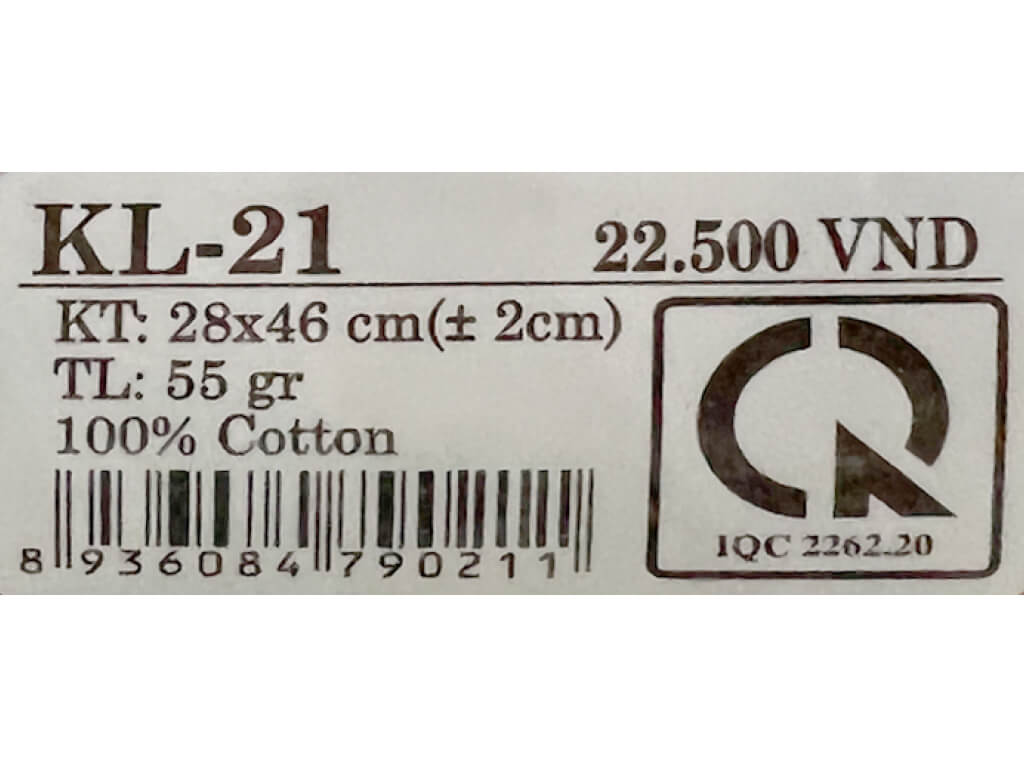 KL-21
22.500 VND
KT: 28x46 cm(± 2cm)
TL: 55 gr
100% Cotton
8 936084 790211
IQC 2262.20